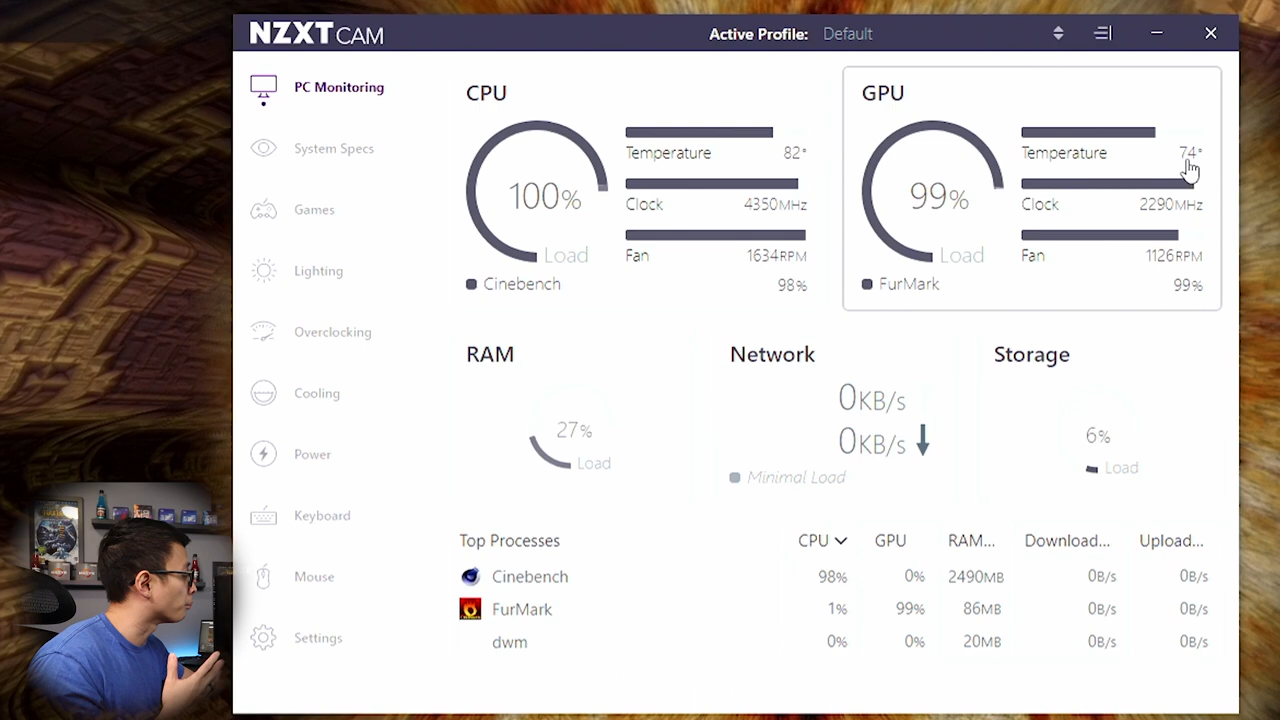 NZXT CAM
Active Profile: Default
PC Monitoring
System Specs
Games
Lighting
Overclocking
Cooling
Power
Keyboard
Mouse
Settings
CPU
100%
Load
Temperature 82°
Clock 4350MHz
Fan 1634RPM
Cinebench 98%
GPU
99%
Load
Temperature 74°
Clock 2290MHz
Fan 1126RPM
FurMark 99%
RAM
27%
Load
Network
0KB/s
0KB/s
Minimal Load
Storage
6%
Load
Top Processes CPU GPU RAM... Download... Upload...
Cinebench 98% 0% 2490MB 0B/s 0B/s
FurMark 1% 99% 86MB 0B/s 0B/s
dwm 0% 0% 20MB 0B/s 0B/s